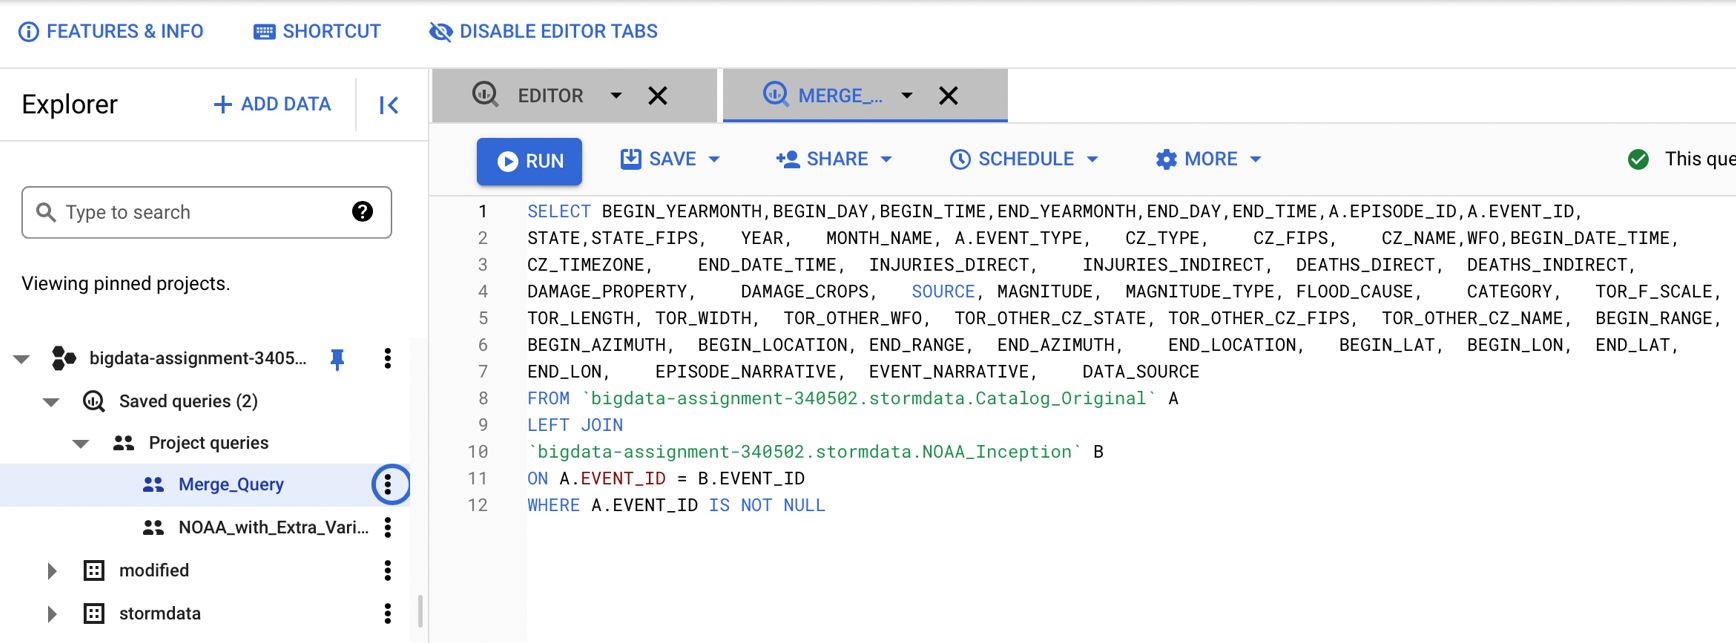 FEATURES & INFO SHORTCUT DISABLE EDITOR TABS
Explorer + ADD DATA
EDITOR MERGE_...
RUN SAVE SHARE SCHEDULE MORE This que
Type to search
Viewing pinned projects.
bigdata-assignment-3405...
Saved queries (2)
Project queries
Merge_Query
NOAA_with_Extra_Vari...
modified
stormdata
1 SELECT BEGIN_YEARMONTH,BEGIN_DAY,BEGIN_TIME,END_YEARMONTH,END_DAY,END_TIME,A.EPISODE_ID,A.EVENT_ID,
2 STATE,STATE_FIPS, YEAR, MONTH_NAME, A.EVENT_TYPE, CZ_TYPE, CZ_FIPS, CZ_NAME,WFO,BEGIN_DATE_TIME,
3 CZ_TIMEZONE, END_DATE_TIME, INJURIES_DIRECT, INJURIES_INDIRECT, DEATHS_DIRECT, DEATHS_INDIRECT,
4 DAMAGE_PROPERTY, DAMAGE_CROPS, SOURCE, MAGNITUDE, MAGNITUDE_TYPE, FLOOD_CAUSE, CATEGORY, TOR_F_SCALE,
5 TOR_LENGTH, TOR_WIDTH, TOR_OTHER_WFO, TOR_OTHER_CZ_STATE, TOR_OTHER_CZ_FIPS, TOR_OTHER_CZ_NAME, BEGIN_RANGE,
6 BEGIN_AZIMUTH, BEGIN_LOCATION, END_RANGE, END_AZIMUTH, END_LOCATION, BEGIN_LAT, BEGIN_LON, END_LAT,
7 END_LON, EPISODE_NARRATIVE, EVENT_NARRATIVE, DATA_SOURCE
8 FROM `bigdata-assignment-340502.stormdata.Catalog_Original` A
9 LEFT JOIN
10 `bigdata-assignment-340502.stormdata.NOAA_Inception` B
11 ON A.EVENT_ID = B.EVENT_ID
12 WHERE A.EVENT_ID IS NOT NULL